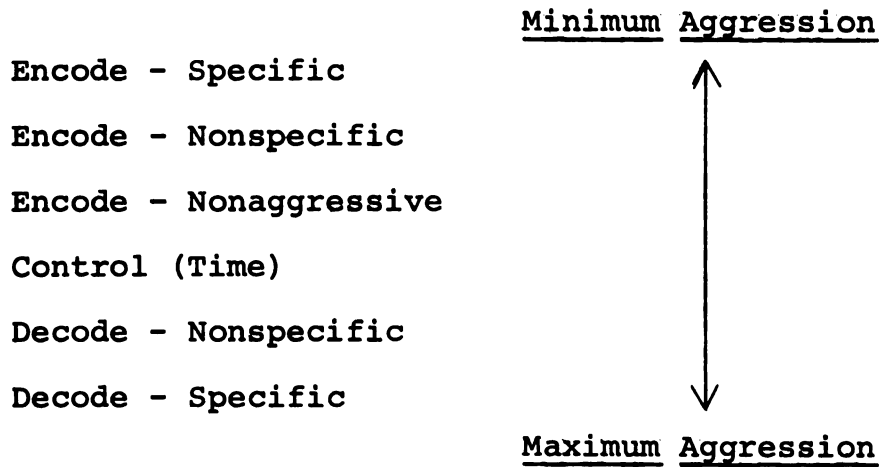 Minimum Aggression
Encode - Specific
Encode - Nonspecific
Encode - Nonaggressive
Control (Time)
Decode - Nonspecific
Decode - Specific
Maximum Aggression